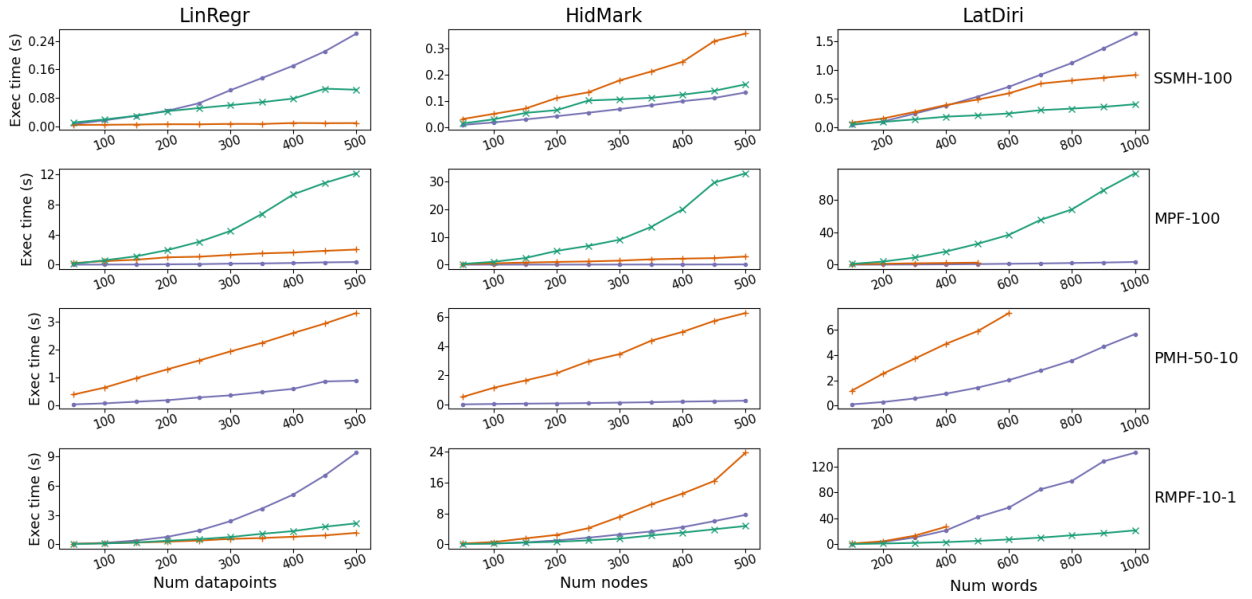 LinRegr HidMark LatDiri
Exec time (s) 0.24 0.16 0.08 0.00 0.3 0.2 0.1 0.0 1.5 1.0 0.5 0.0 SSMH-100
100 200 300 400 500 100 200 300 400 500 200 400 600 800 1000
Exec time (s) 12 8 4 0 30 20 10 0 80 40 0 MPF-100
100 200 300 400 500 100 200 300 400 500 200 400 600 800 1000
Exec time (s) 3 2 1 0 6 4 2 0 6 4 2 0 PMH-50-10
100 200 300 400 500 100 200 300 400 500 200 400 600 800 1000
Exec time (s) 9 6 3 0 24 16 8 0 120 80 40 0 RMPF-10-1
100 200 300 400 500 100 200 300 400 500 200 400 600 800 1000
Num datapoints Num nodes Num words